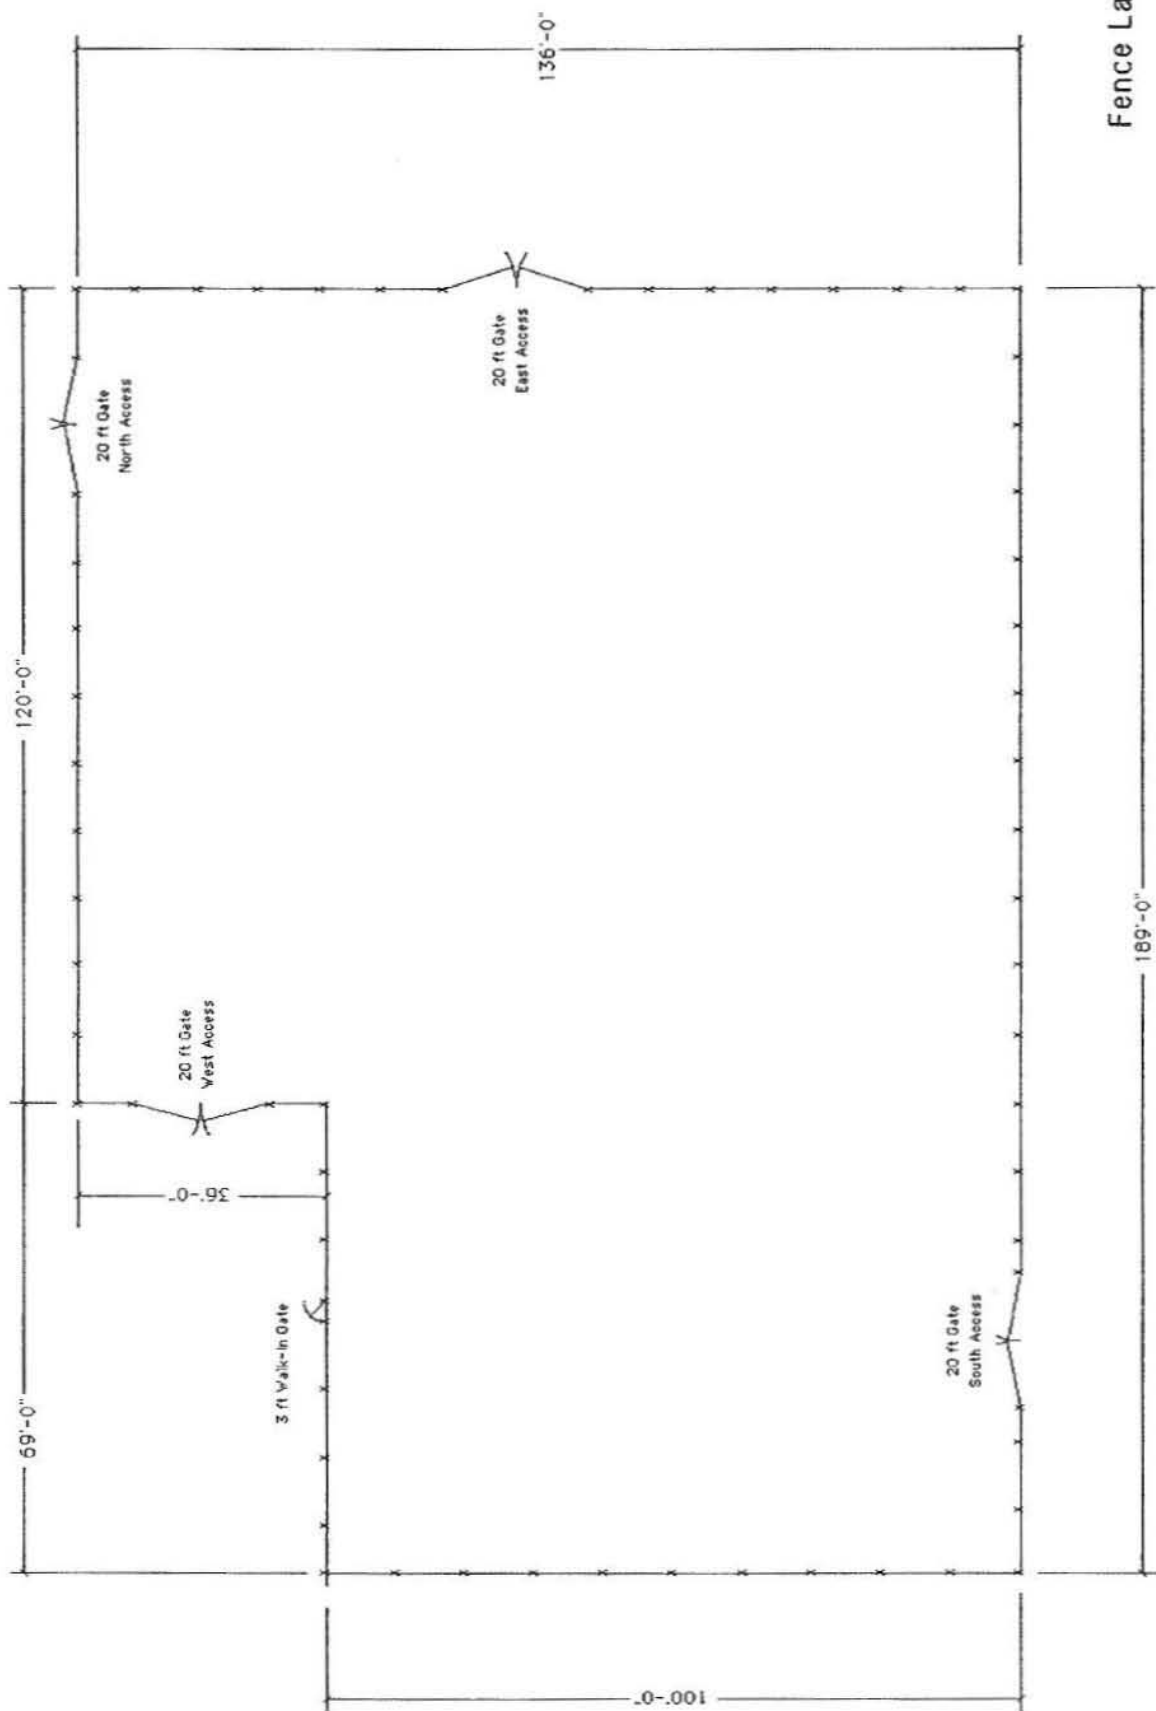 136'-0"
Fence La
120'-0"
20 ft Gate
North Access
20 ft Gate
East Access
20 ft Gate
West Access
36'-0"
69'-0"
3 ft Walk-In Gate
20 ft Gate
South Access
189'-0"
100'-0"